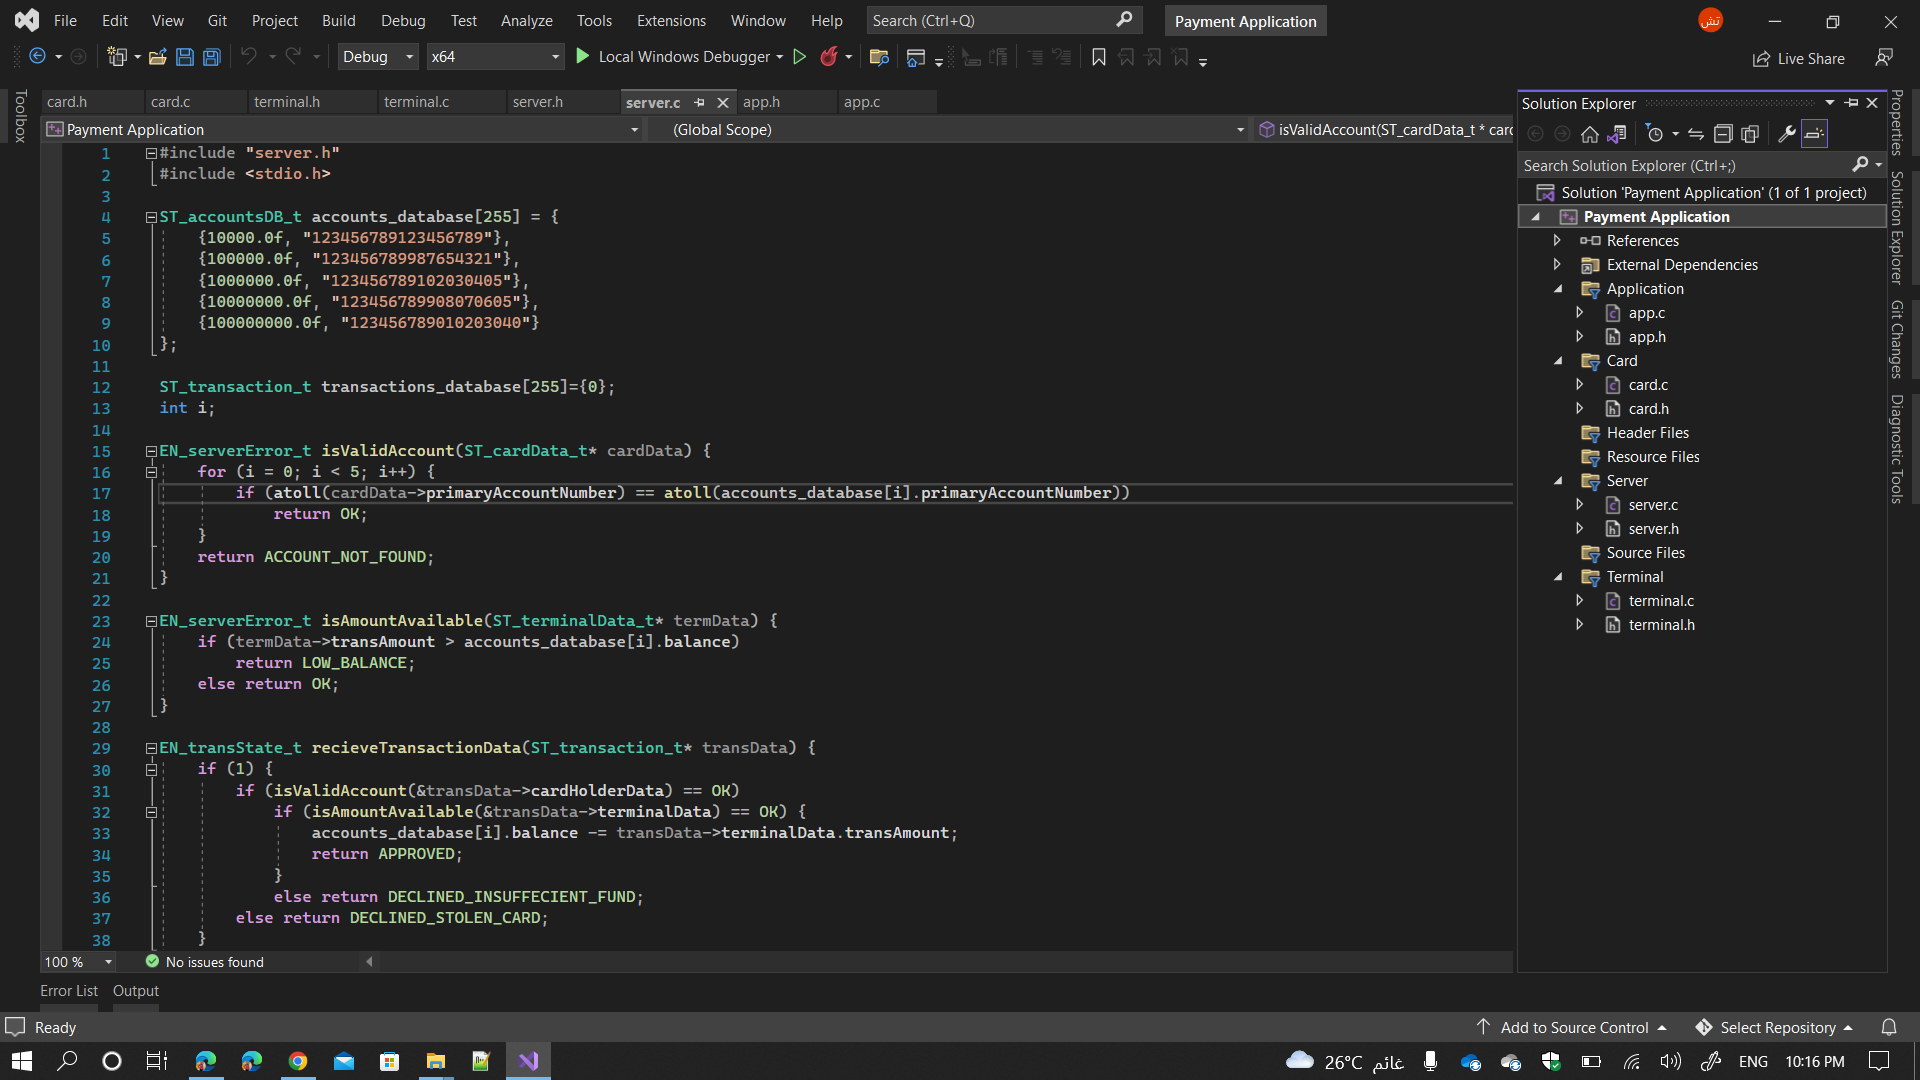 File Edit View Git Project Build Debug Test Analyze Tools Extensions Window Help Search (Ctrl+Q) Payment Application تش
Debug x64 Local Windows Debugger Live Share
card.h card.c terminal.h terminal.c server.h server.c app.h app.c
Payment Application (Global Scope) isValidAccount(ST_cardData_t * card
1 #include "server.h"
2 #include <stdio.h>
3
4 ST_accountsDB_t accounts_database[255] = {
5 {10000.0f, "123456789123456789"},
6 {100000.0f, "123456789987654321"},
7 {1000000.0f, "123456789102030405"},
8 {10000000.0f, "123456789908070605"},
9 {100000000.0f, "123456789010203040"}
10 };
11
12 ST_transaction_t transactions_database[255]={0};
13 int i;
14
15 EN_serverError_t isValidAccount(ST_cardData_t* cardData) {
16 for (i = 0; i < 5; i++) {
17 if (atoll(cardData->primaryAccountNumber) == atoll(accounts_database[i].primaryAccountNumber))
18 return OK;
19 }
20 return ACCOUNT_NOT_FOUND;
21 }
22
23 EN_serverError_t isAmountAvailable(ST_terminalData_t* termData) {
24 if (termData->transAmount > accounts_database[i].balance)
25 return LOW_BALANCE;
26 else return OK;
27 }
28
29 EN_transState_t recieveTransactionData(ST_transaction_t* transData) {
30 if (1) {
31 if (isValidAccount(&transData->cardHolderData) == OK)
32 if (isAmountAvailable(&transData->terminalData) == OK) {
33 accounts_database[i].balance -= transData->terminalData.transAmount;
34 return APPROVED;
35 }
36 else return DECLINED_INSUFFECIENT_FUND;
37 else return DECLINED_STOLEN_CARD;
38 }
100 % No issues found
Error List Output
Ready
Toolbox
Solution Explorer
Search Solution Explorer (Ctrl+;)
Solution 'Payment Application' (1 of 1 project)
Payment Application
References
External Dependencies
Application
app.c
app.h
Card
card.c
card.h
Header Files
Resource Files
Server
server.c
server.h
Source Files
Terminal
terminal.c
terminal.h
Properties
Solution Explorer
Git Changes
Diagnostic Tools
Add to Source Control Select Repository
26°C غائم ENG 10:16 PM